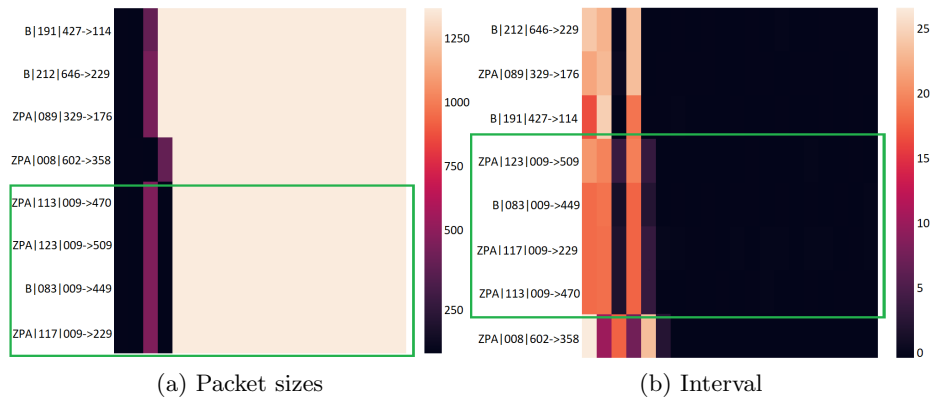 B|191|427->114
B|212|646->229
ZPA|089|329->176
ZPA|008|602->358
ZPA|113|009->470
ZPA|123|009->509
B|083|009->449
ZPA|117|009->229
1250
1000
750
500
250
(a) Packet sizes
B|212|646->229
ZPA|089|329->176
B|191|427->114
ZPA|123|009->509
B|083|009->449
ZPA|117|009->229
ZPA|113|009->470
ZPA|008|602->358
25
20
15
10
5
0
(b) Interval